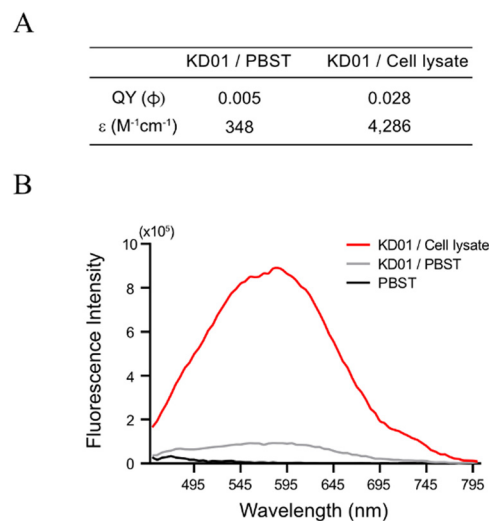 A
KD01 / PBST KD01 / Cell lysate
QY (ϕ) 0.005 0.028
ε (M⁻¹cm⁻¹) 348 4,286
B
(x10⁵)
10
8
6
4
2
0
Fluorescence Intensity
KD01 / Cell lysate
KD01 / PBST
PBST
495 545 595 645 695 745 795
Wavelength (nm)